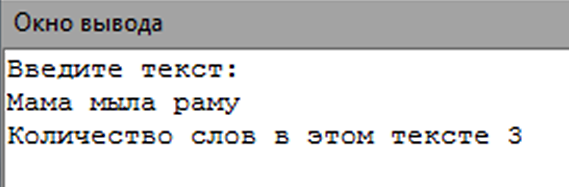 Окно вывода
Введите текст:
Мама мыла раму
Количество слов в этом тексте 3